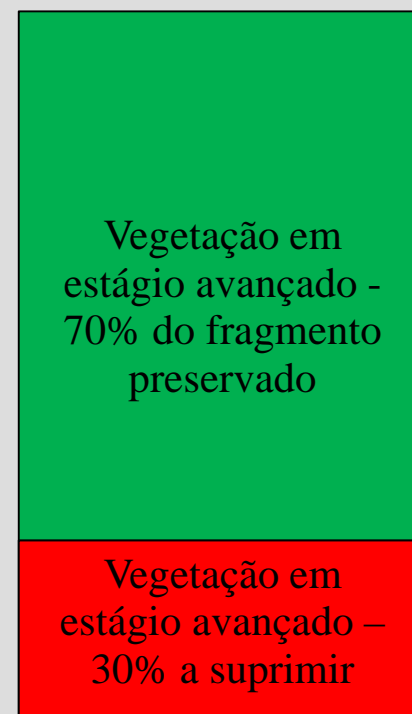 Vegetação em
estágio avançado -
70% do fragmento
preservado
Vegetação em
estágio avançado –
30% a suprimir